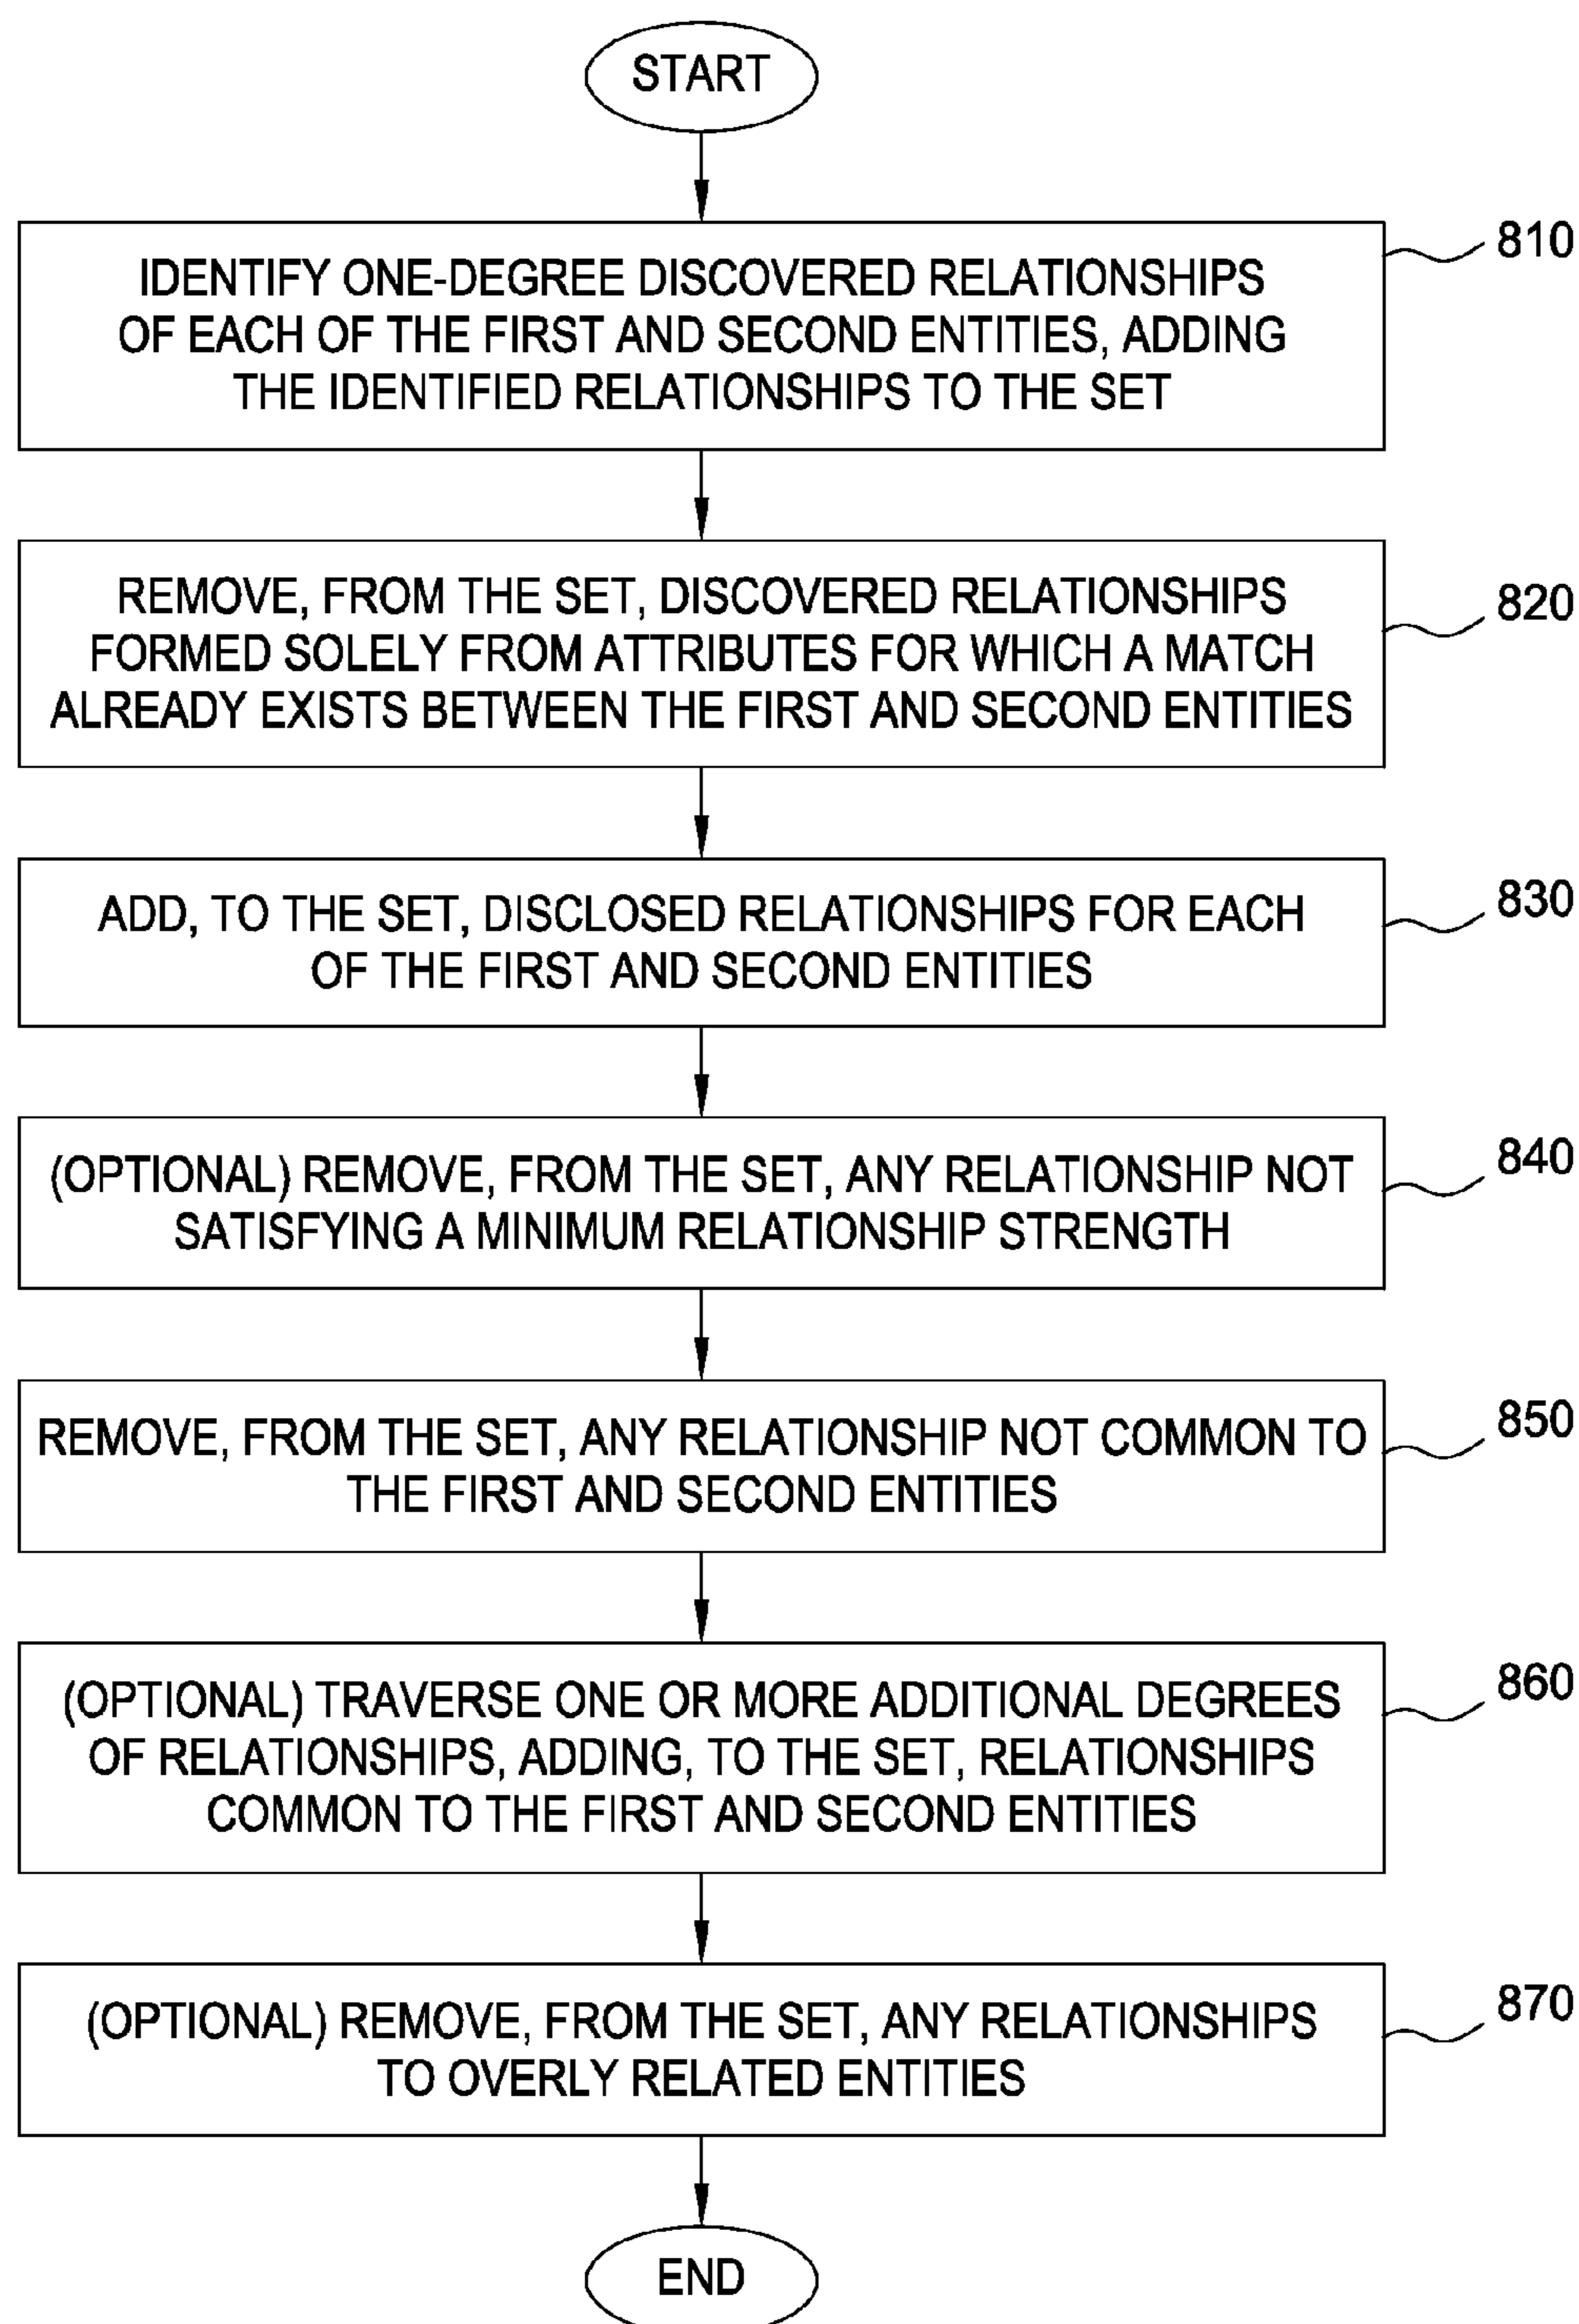 START
810
IDENTIFY ONE-DEGREE DISCOVERED RELATIONSHIPS
OF EACH OF THE FIRST AND SECOND ENTITIES, ADDING
THE IDENTIFIED RELATIONSHIPS TO THE SET
820
REMOVE, FROM THE SET, DISCOVERED RELATIONSHIPS
FORMED SOLELY FROM ATTRIBUTES FOR WHICH A MATCH
ALREADY EXISTS BETWEEN THE FIRST AND SECOND ENTITIES
830
ADD, TO THE SET, DISCLOSED RELATIONSHIPS FOR EACH
OF THE FIRST AND SECOND ENTITIES
840
(OPTIONAL) REMOVE, FROM THE SET, ANY RELATIONSHIP NOT
SATISFYING A MINIMUM RELATIONSHIP STRENGTH
850
REMOVE, FROM THE SET, ANY RELATIONSHIP NOT COMMON TO
THE FIRST AND SECOND ENTITIES
860
(OPTIONAL) TRAVERSE ONE OR MORE ADDITIONAL DEGREES
OF RELATIONSHIPS, ADDING, TO THE SET, RELATIONSHIPS
COMMON TO THE FIRST AND SECOND ENTITIES
870
(OPTIONAL) REMOVE, FROM THE SET, ANY RELATIONSHIPS
TO OVERLY RELATED ENTITIES
END